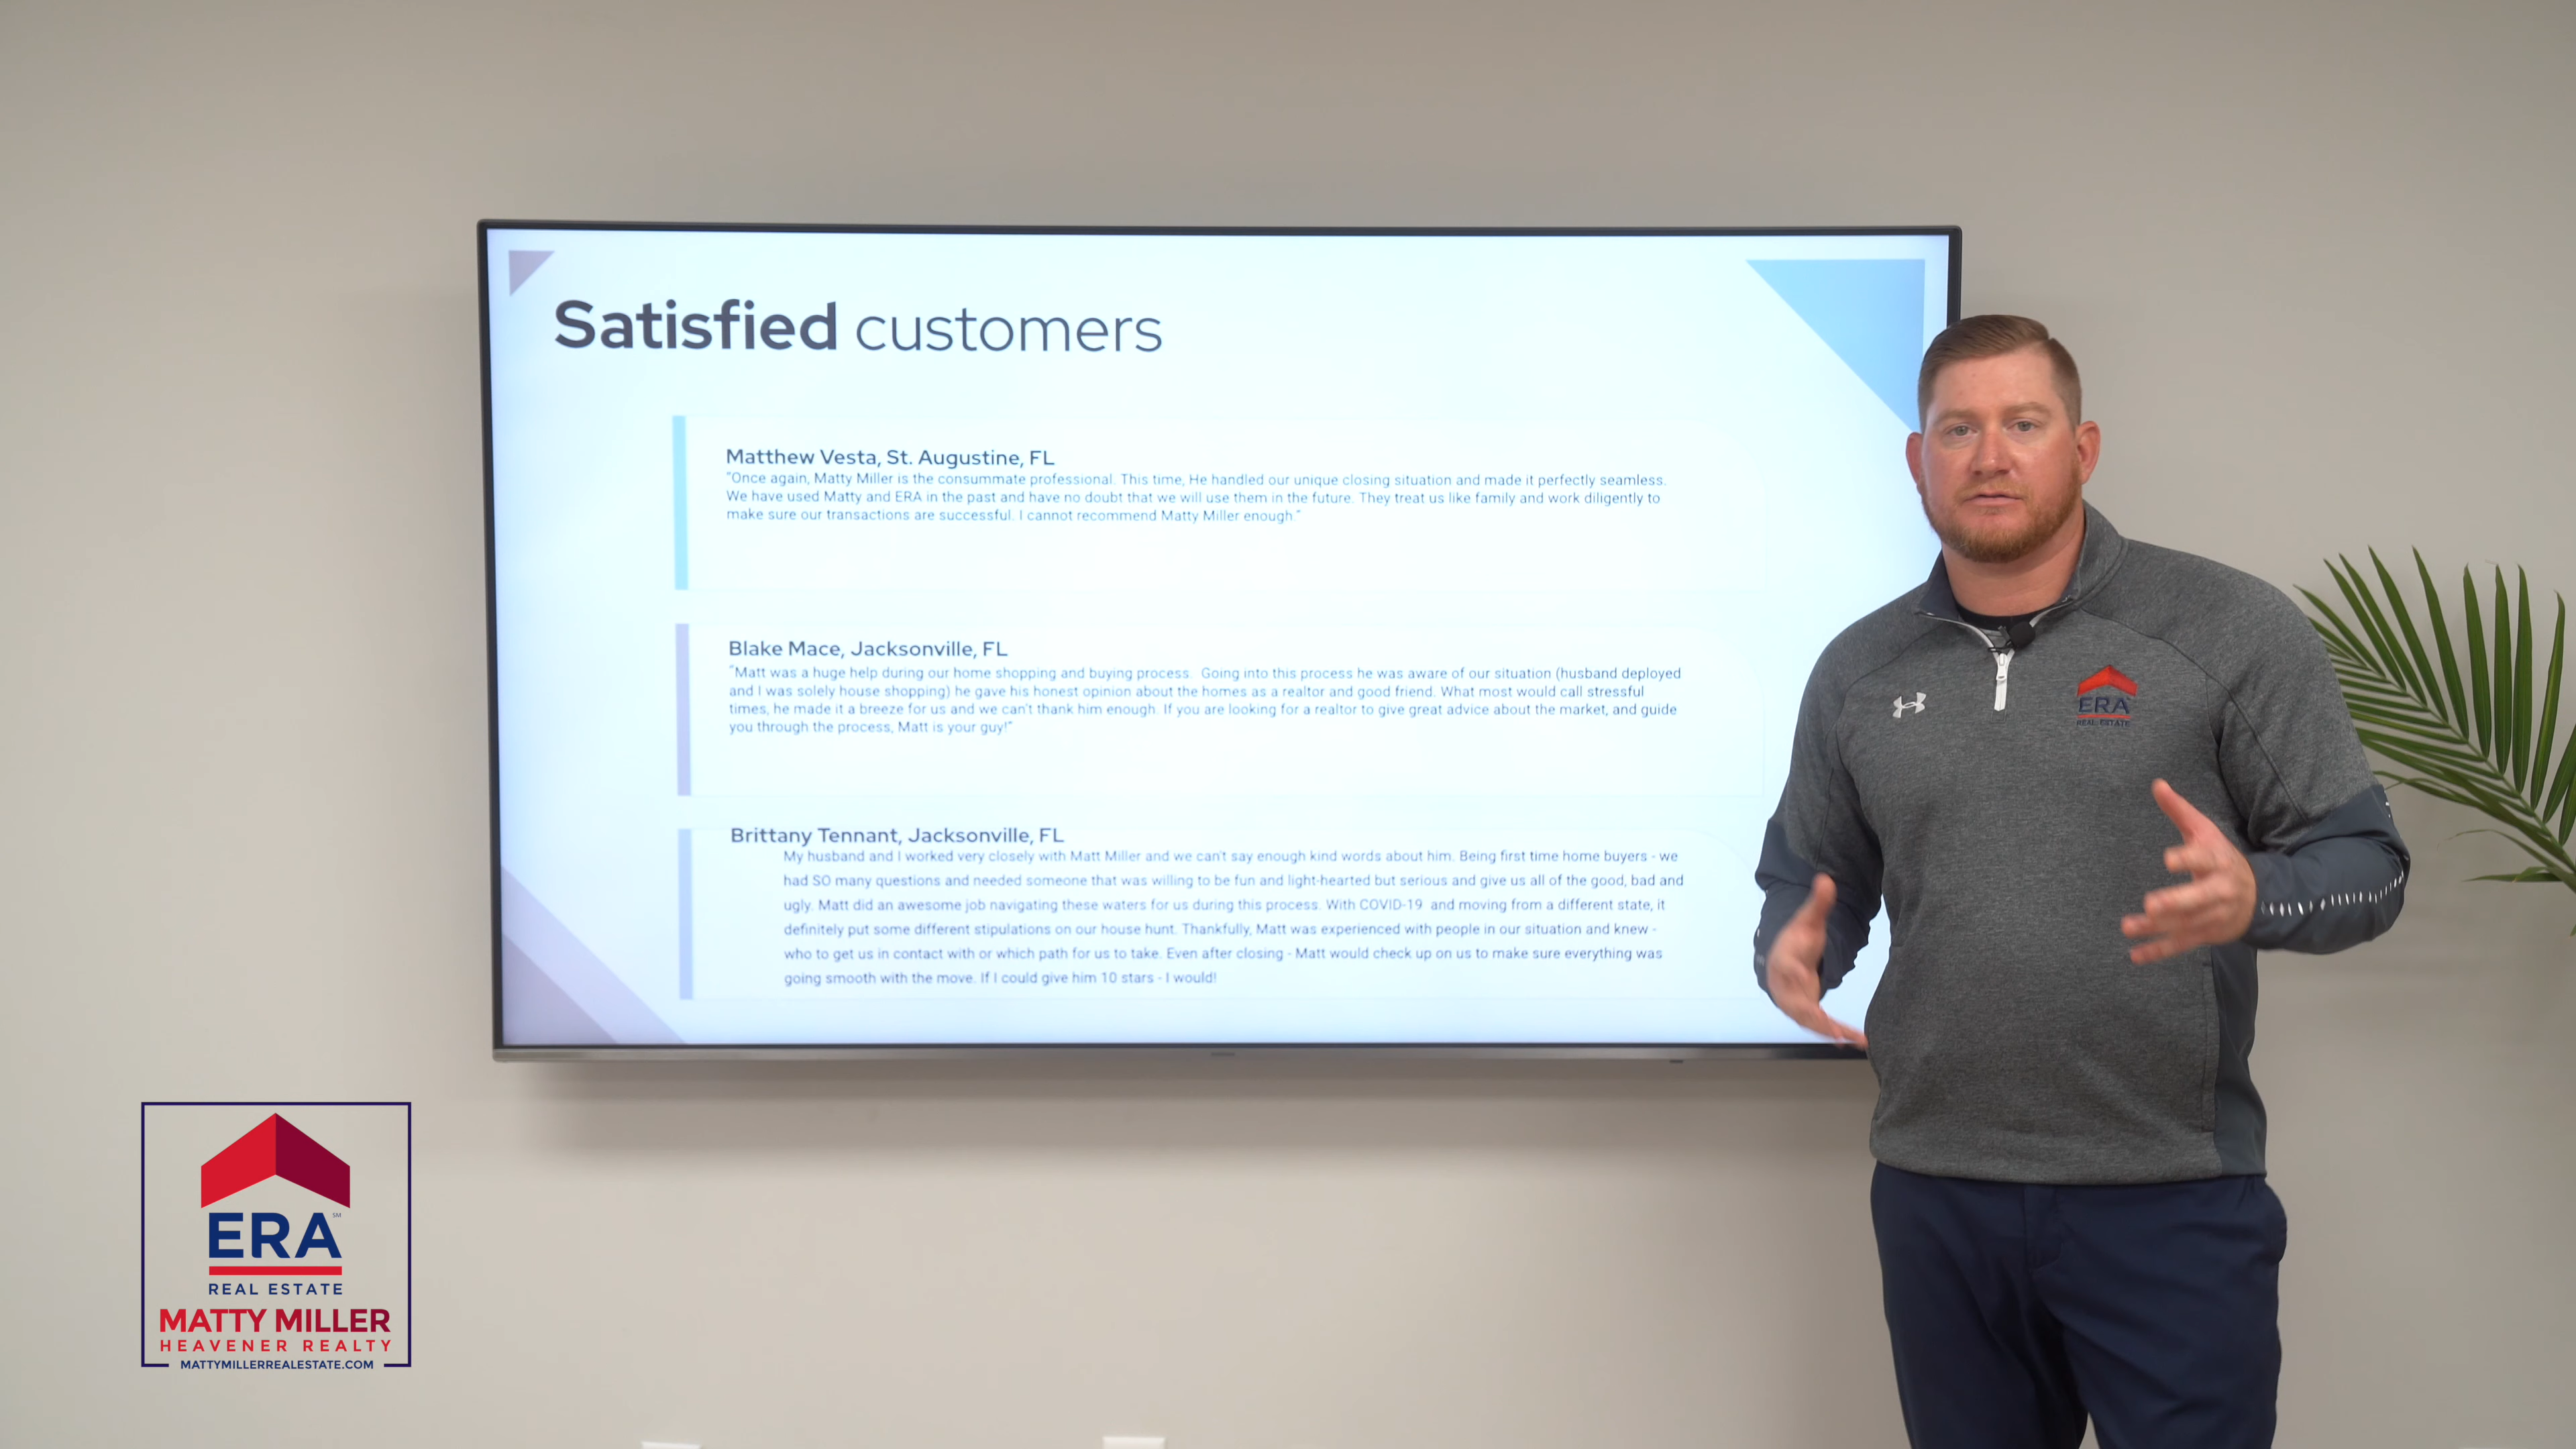 Satisfied customers
Matthew Vesta, St. Augustine, FL
"Once again, Matty Miller is the consummate professional. This time, He handled our unique closing situation and made it perfectly seamless.
We have used Matty and ERA in the past and have no doubt that we will use them in the future. They treat us like family and work diligently to
make sure our transactions are successful. I cannot recommend Matty Miller enough."
Blake Mace, Jacksonville, FL
"Matt was a huge help during our home shopping and buying process. Going into this process he was aware of our situation (husband deployed
and I was solely house shopping) he gave his honest opinion about the homes as a realtor and good friend. What most would call stressful
times, he made it a breeze for us and we can't thank him enough. If you are looking for a realtor to give great advice about the market, and guide
you through the process, Matt is your guy!"
Brittany Tennant, Jacksonville, FL
My husband and I worked very closely with Matt Miller and we can't say enough kind words about him. Being first time home buyers - we
had SO many questions and needed someone that was willing to be fun and light-hearted but serious and give us all of the good, bad and
ugly. Matt did an awesome job navigating these waters for us during this process. With COVID-19 and moving from a different state, it
definitely put some different stipulations on our house hunt. Thankfully, Matt was experienced with people in our situation and knew -
who to get us in contact with or which path for us to take. Even after closing - Matt would check up on us to make sure everything was
going smooth with the move. If I could give him 10 stars - I would!
ERA
REAL ESTATE
ERA SM
REAL ESTATE
MATTY MILLER
HEAVENER REALTY
MATTYMILLERREALESTATE.COM